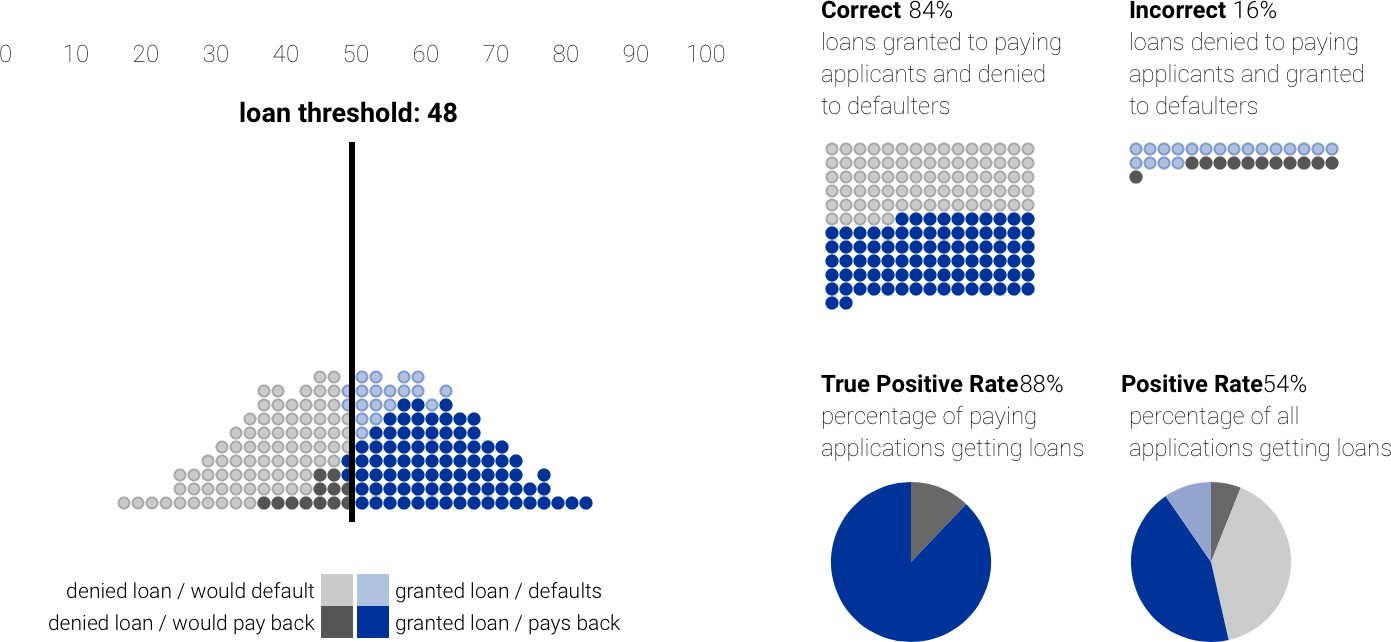 0 10 20 30 40 50 60 70 80 90 100
loan threshold: 48
denied loan / would default
granted loan / defaults
denied loan / would pay back
granted loan / pays back
Correct 84%
loans granted to paying
applicants and denied
to defaulters
Incorrect 16%
loans denied to paying
applicants and granted
to defaulters
True Positive Rate88%
percentage of paying
applications getting loans
Positive Rate54%
percentage of all
applications getting loans